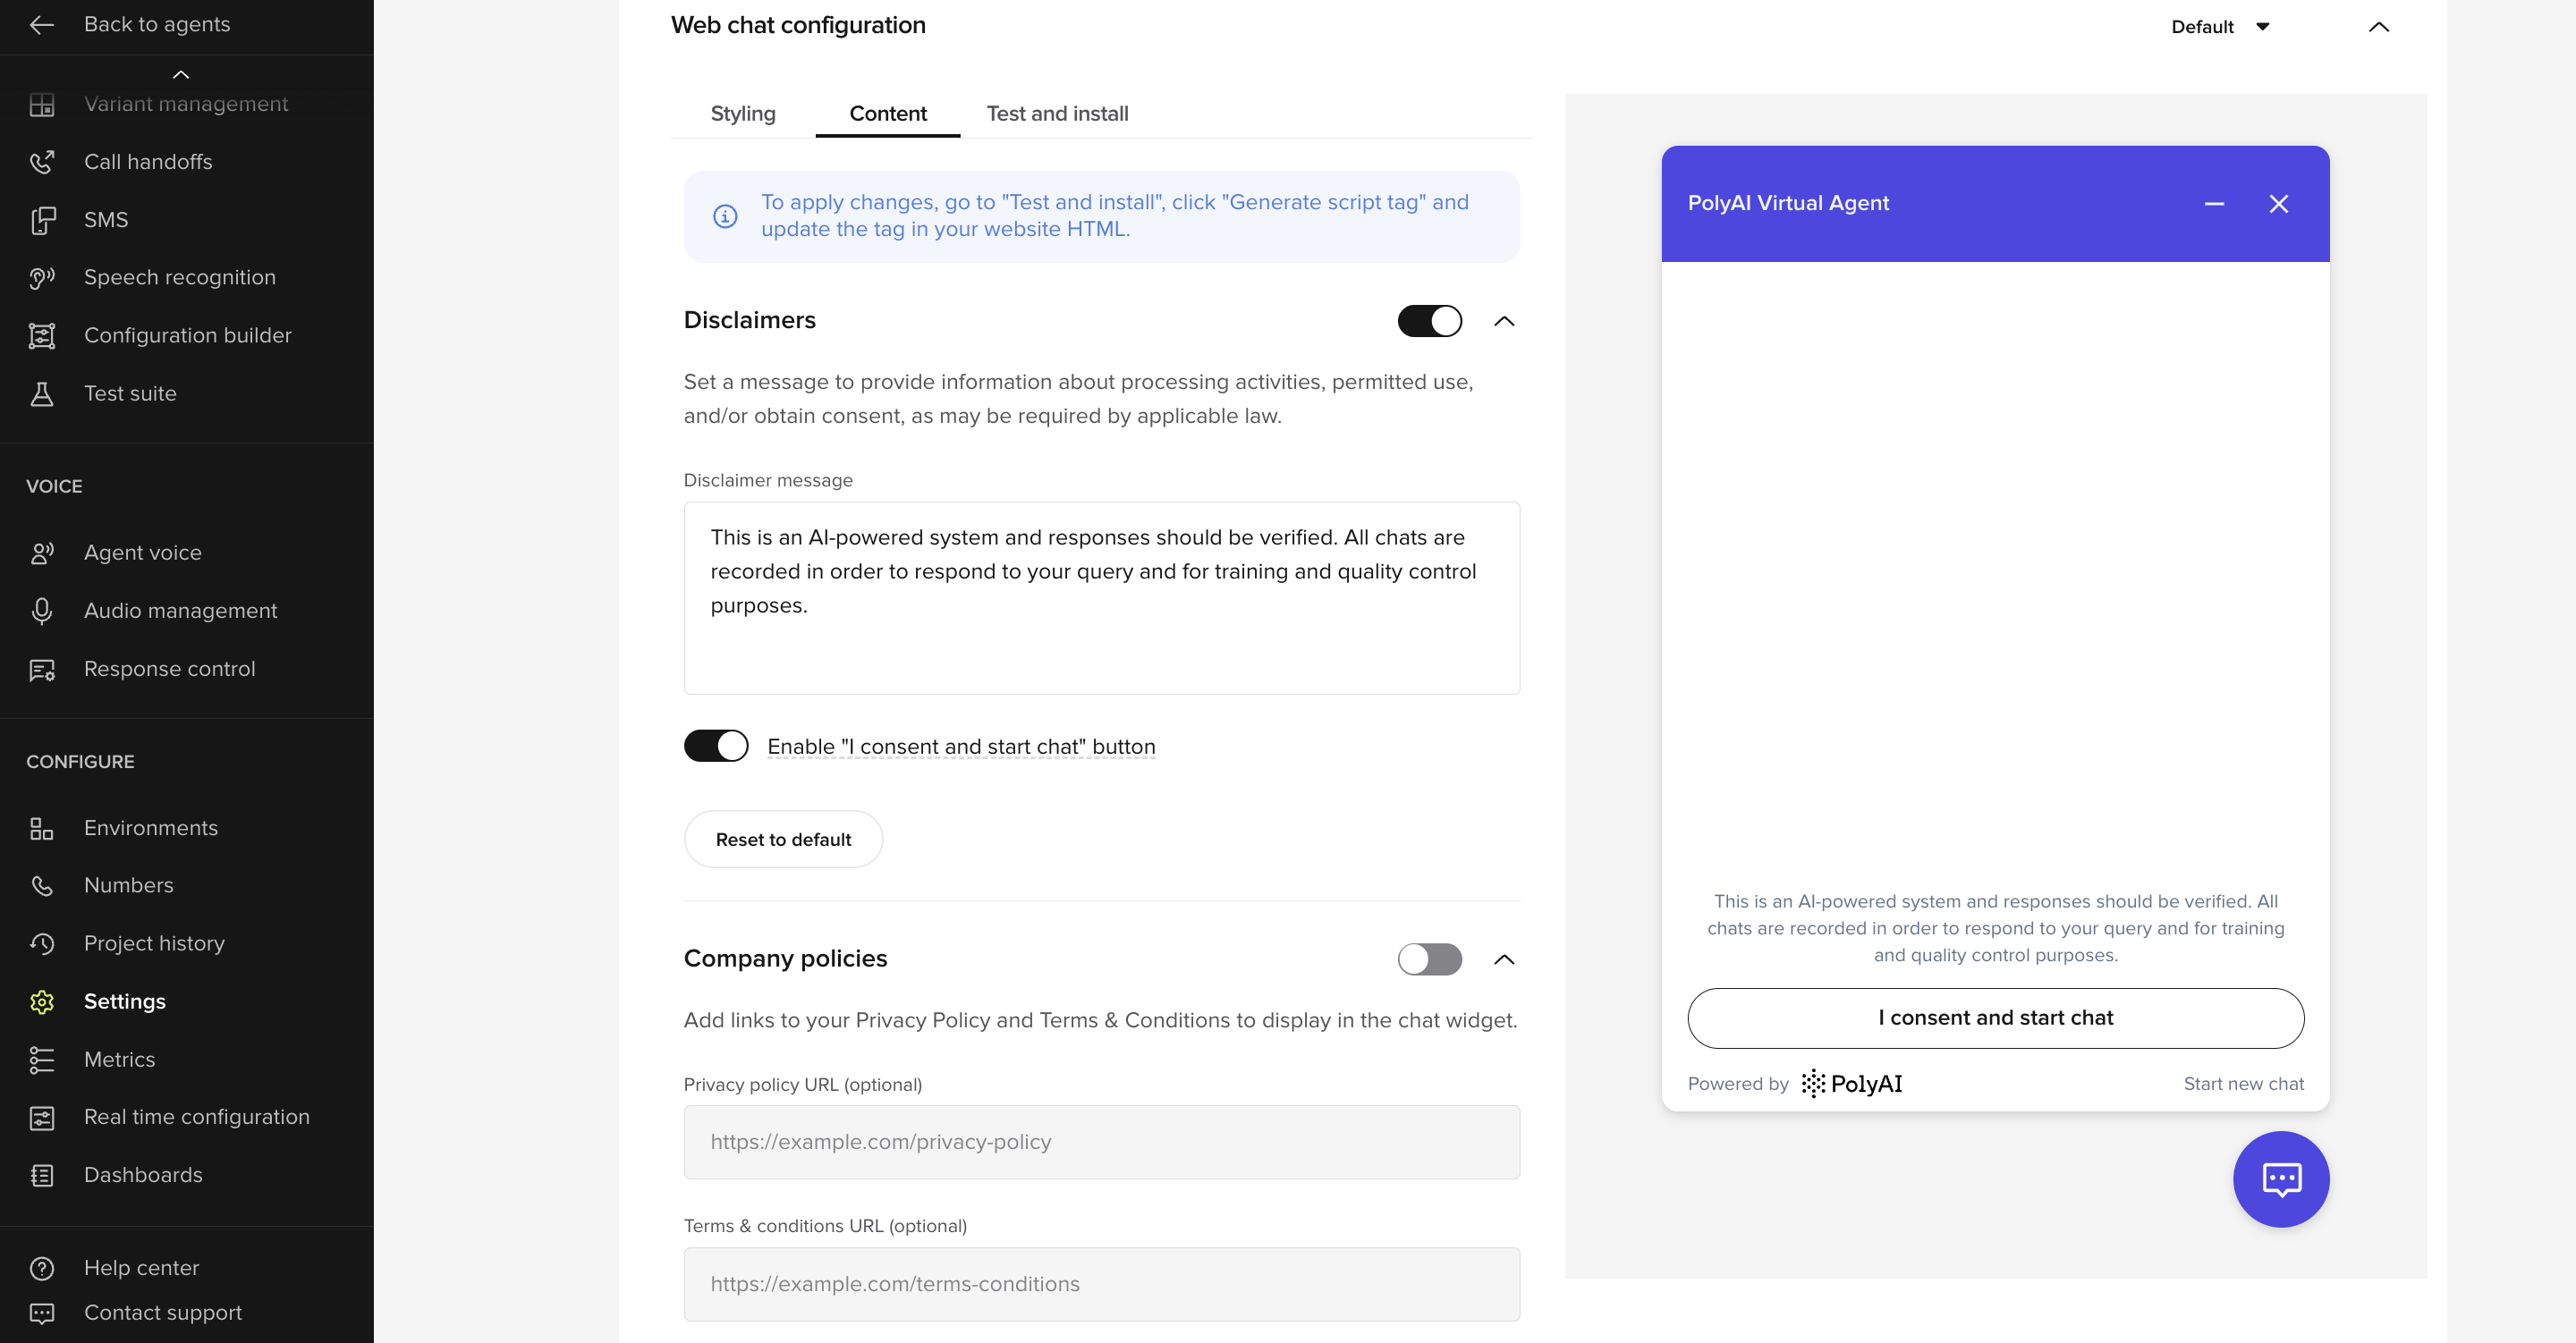 Back to agents
Variant management
Call handoffs
SMS
Speech recognition
Configuration builder
Test suite
VOICE
Agent voice
Audio management
Response control
CONFIGURE
Environments
Numbers
Project history
Settings
Metrics
Real time configuration
Dashboards
Help center
Contact support
Web chat configuration
Default
Styling
Content
Test and install
To apply changes, go to "Test and install", click "Generate script tag" and
update the tag in your website HTML.
Disclaimers
Set a message to provide information about processing activities, permitted use,
and/or obtain consent, as may be required by applicable law.
Disclaimer message
This is an AI-powered system and responses should be verified. All chats are
recorded in order to respond to your query and for training and quality control
purposes.
Enable "I consent and start chat" button
Reset to default
Company policies
Add links to your Privacy Policy and Terms & Conditions to display in the chat widget.
Privacy policy URL (optional)
https://example.com/privacy-policy
Terms & conditions URL (optional)
https://example.com/terms-conditions
PolyAI Virtual Agent
This is an AI-powered system and responses should be verified. All
chats are recorded in order to respond to your query and for training
and quality control purposes.
I consent and start chat
Powered by PolyAI
Start new chat